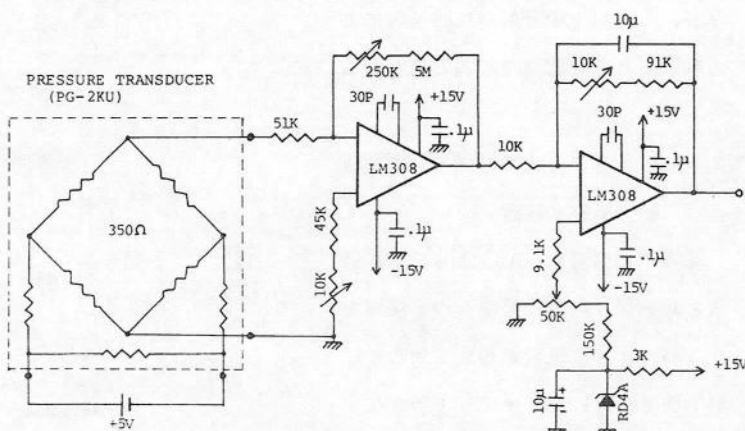 PRESSURE TRANSDUCER
(PG-2KU)
350Ω
+5V
51K
250K
5M
30P
+15V
.1μ
LM308
.1μ
-15V
45K
10K
10K
10μ
10K
91K
30P
+15V
.1μ
LM308
.1μ
-15V
9.1K
50K
150K
3K
+15V
10μ
RD4A